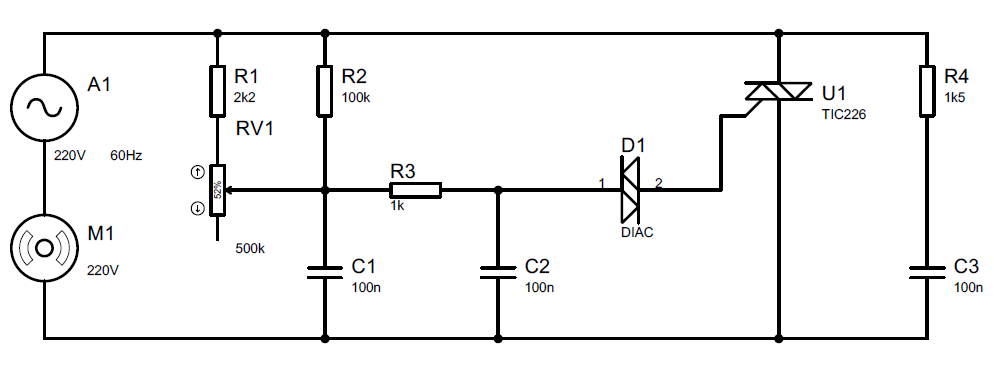 A1
220V 60Hz
M1
220V
R1
2k2
RV1
52%
500k
R2
100k
R3
1k
C1
100n
C2
100n
D1
1 2
DIAC
U1
TIC226
R4
1k5
C3
100n